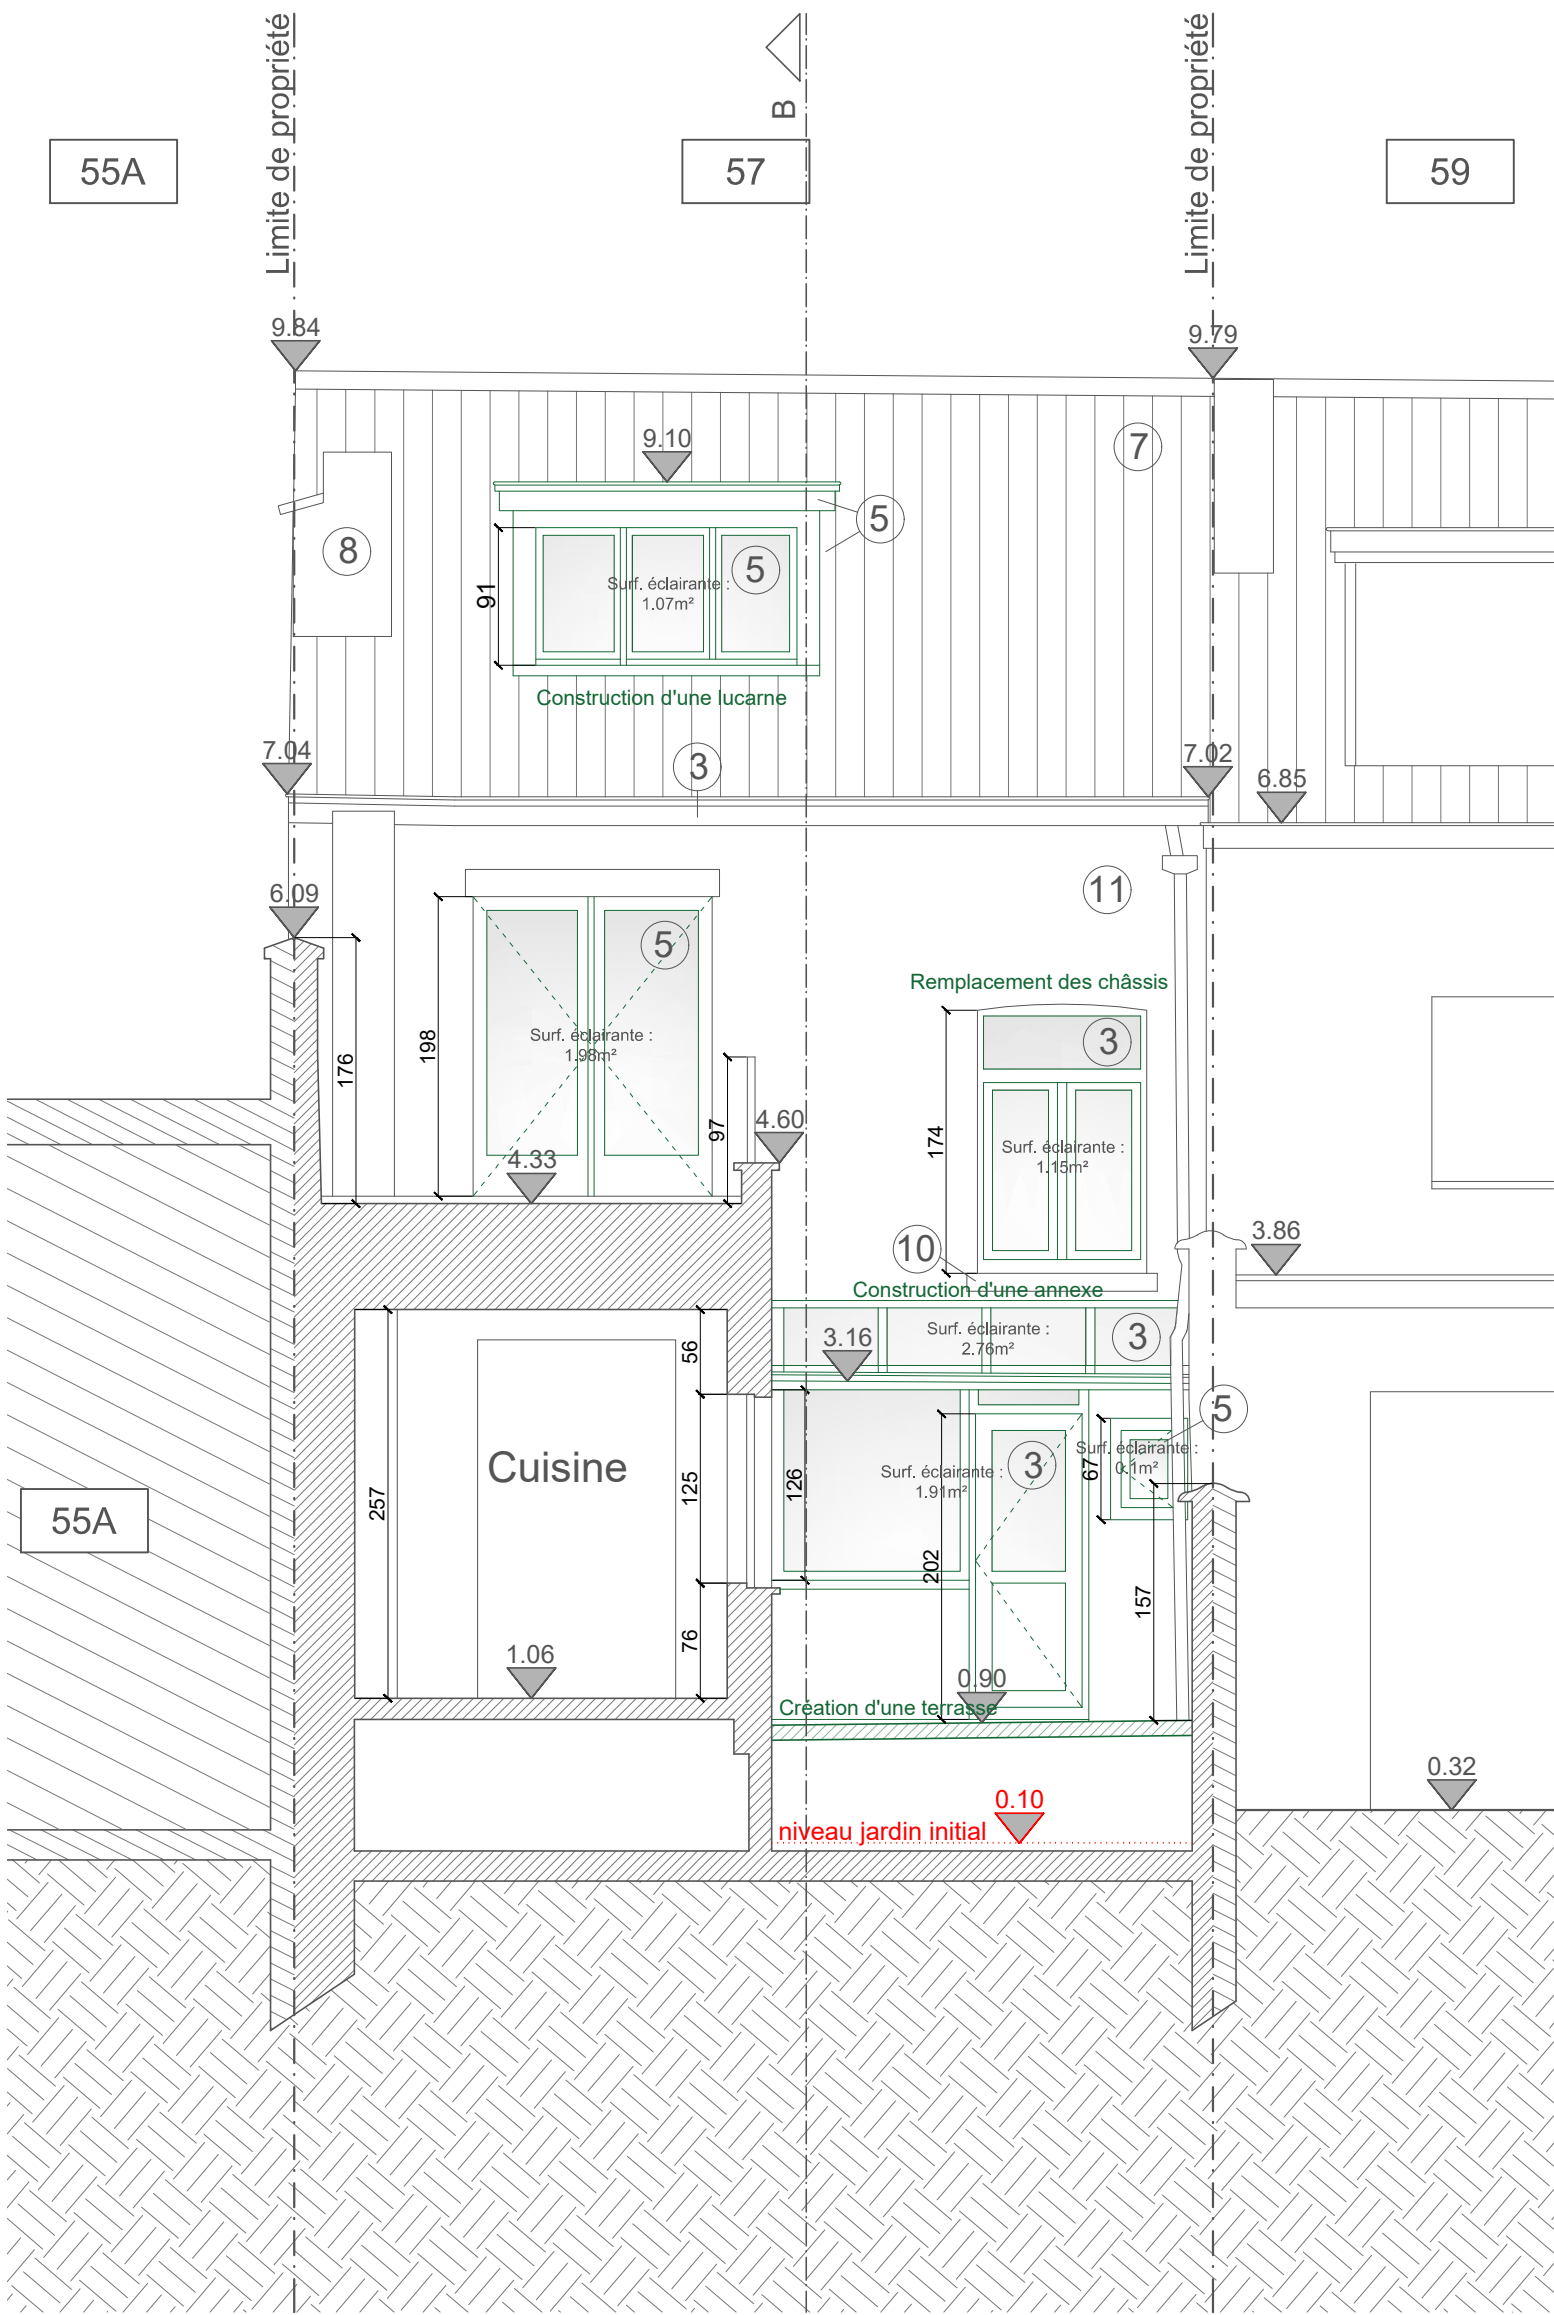 Limite de propriété
B
Limite de propriété
55A
57
59
9.84
9.79
9.10
7
5
8
5
91
Surf. éclairante :
1.07m²
Construction d'une lucarne
7.04
3
7.02
6.85
6.09
11
5
Remplacement des châssis
176
198
Surf. éclairante :
1.98m²
3
97
4.60
174
Surf. éclairante :
1.15m²
4.33
10
3.86
Construction d'une annexe
56
3.16
Surf. éclairante :
2.76m²
3
5
Cuisine
257
125
126
Surf. éclairante :
1.91m²
3
67
Surf. éclairante :
0.1m²
55A
202
157
76
1.06
0.90
Création d'une terrasse
0.32
0.10
niveau jardin initial